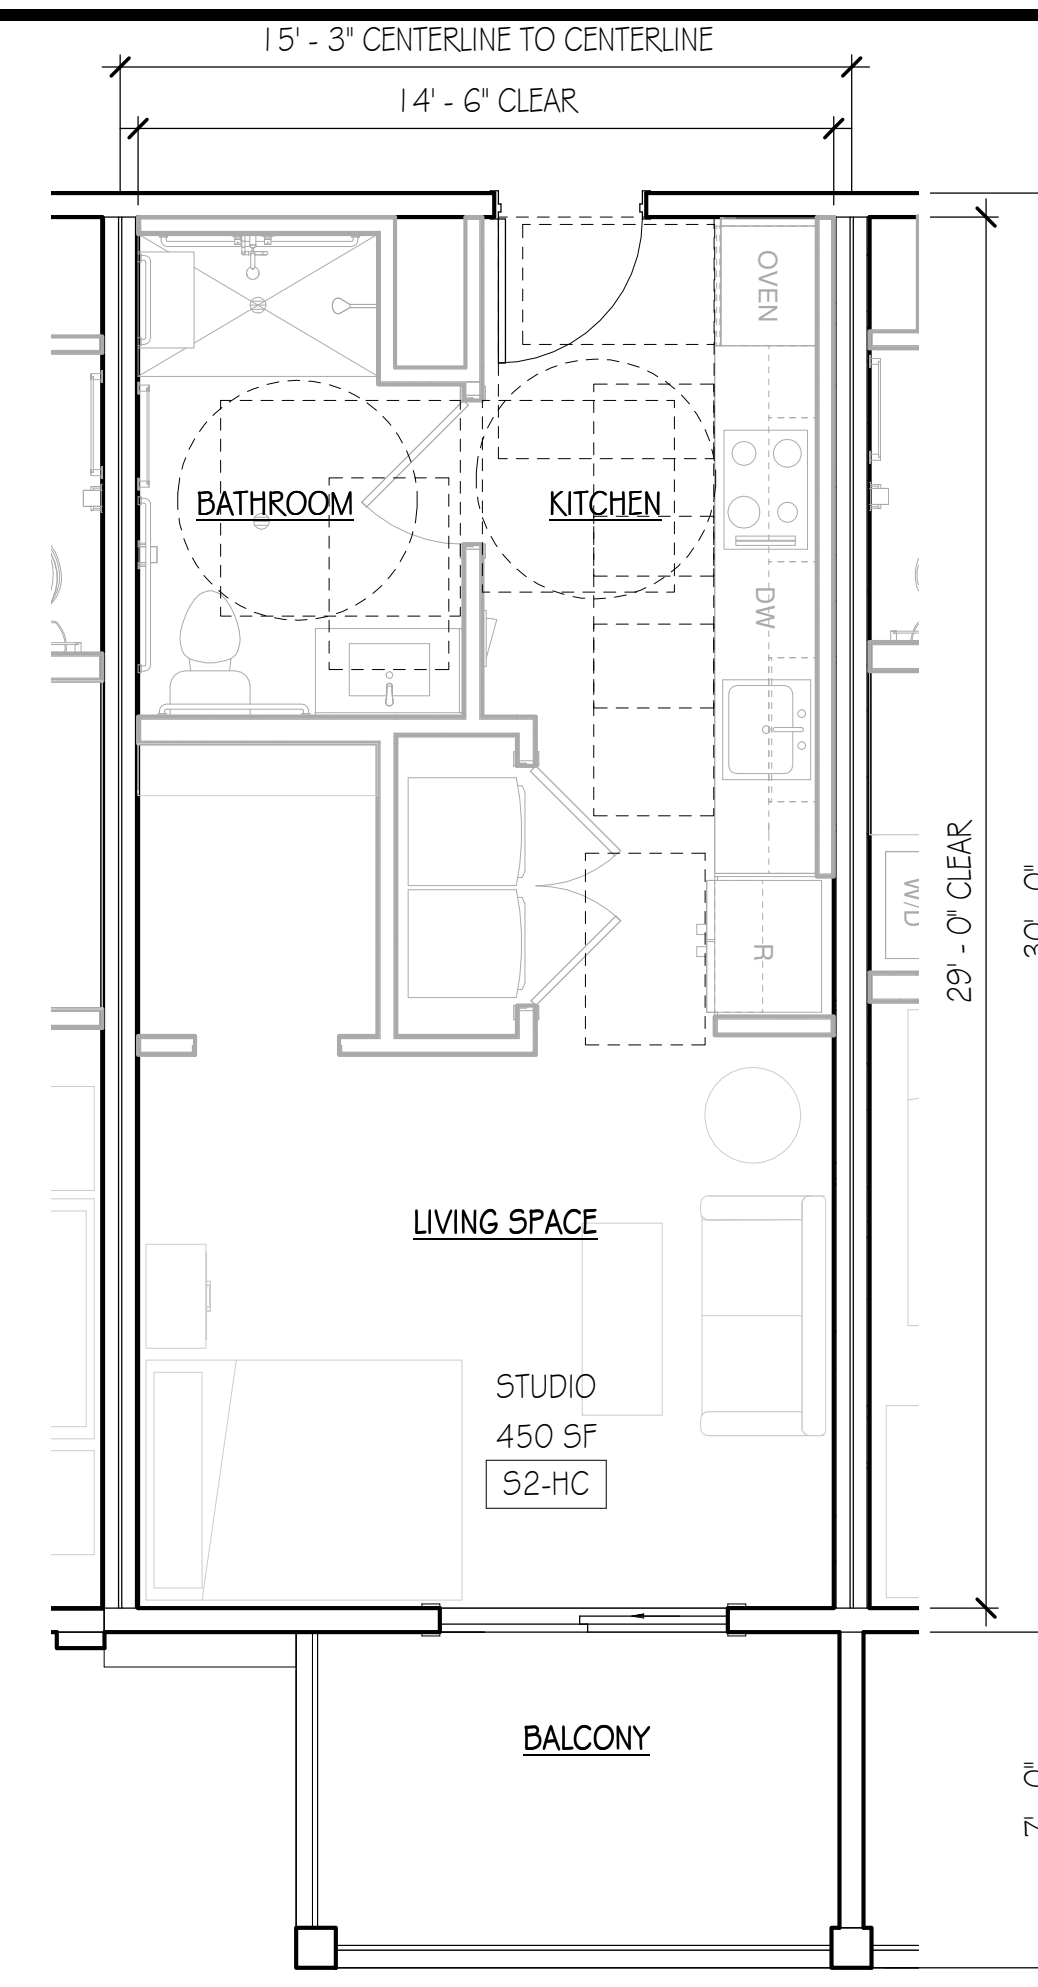 15' - 3" CENTERLINE TO CENTERLINE
14' - 6" CLEAR
OVEN
BATHROOM
KITCHEN
DW
29' - 0" CLEAR
W/D
R
LIVING SPACE
STUDIO
450 SF
S2-HC
BALCONY